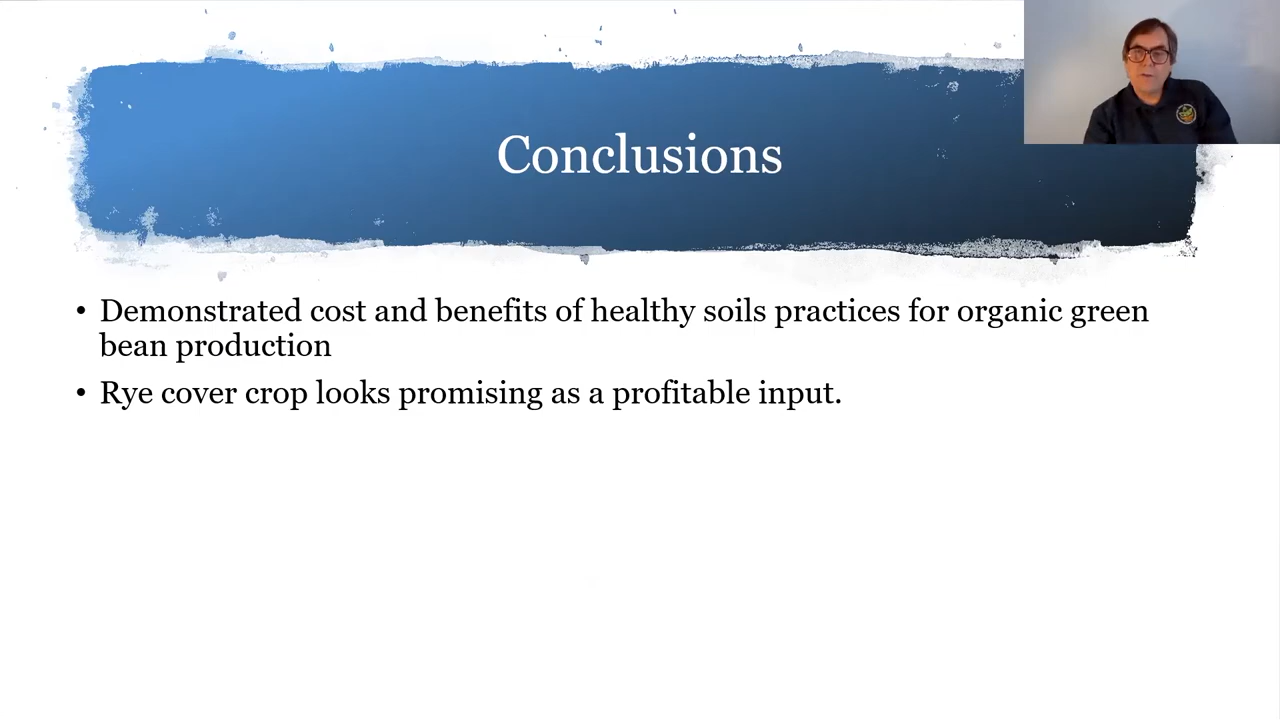 Conclusions
• Demonstrated cost and benefits of healthy soils practices for organic green
bean production
• Rye cover crop looks promising as a profitable input.